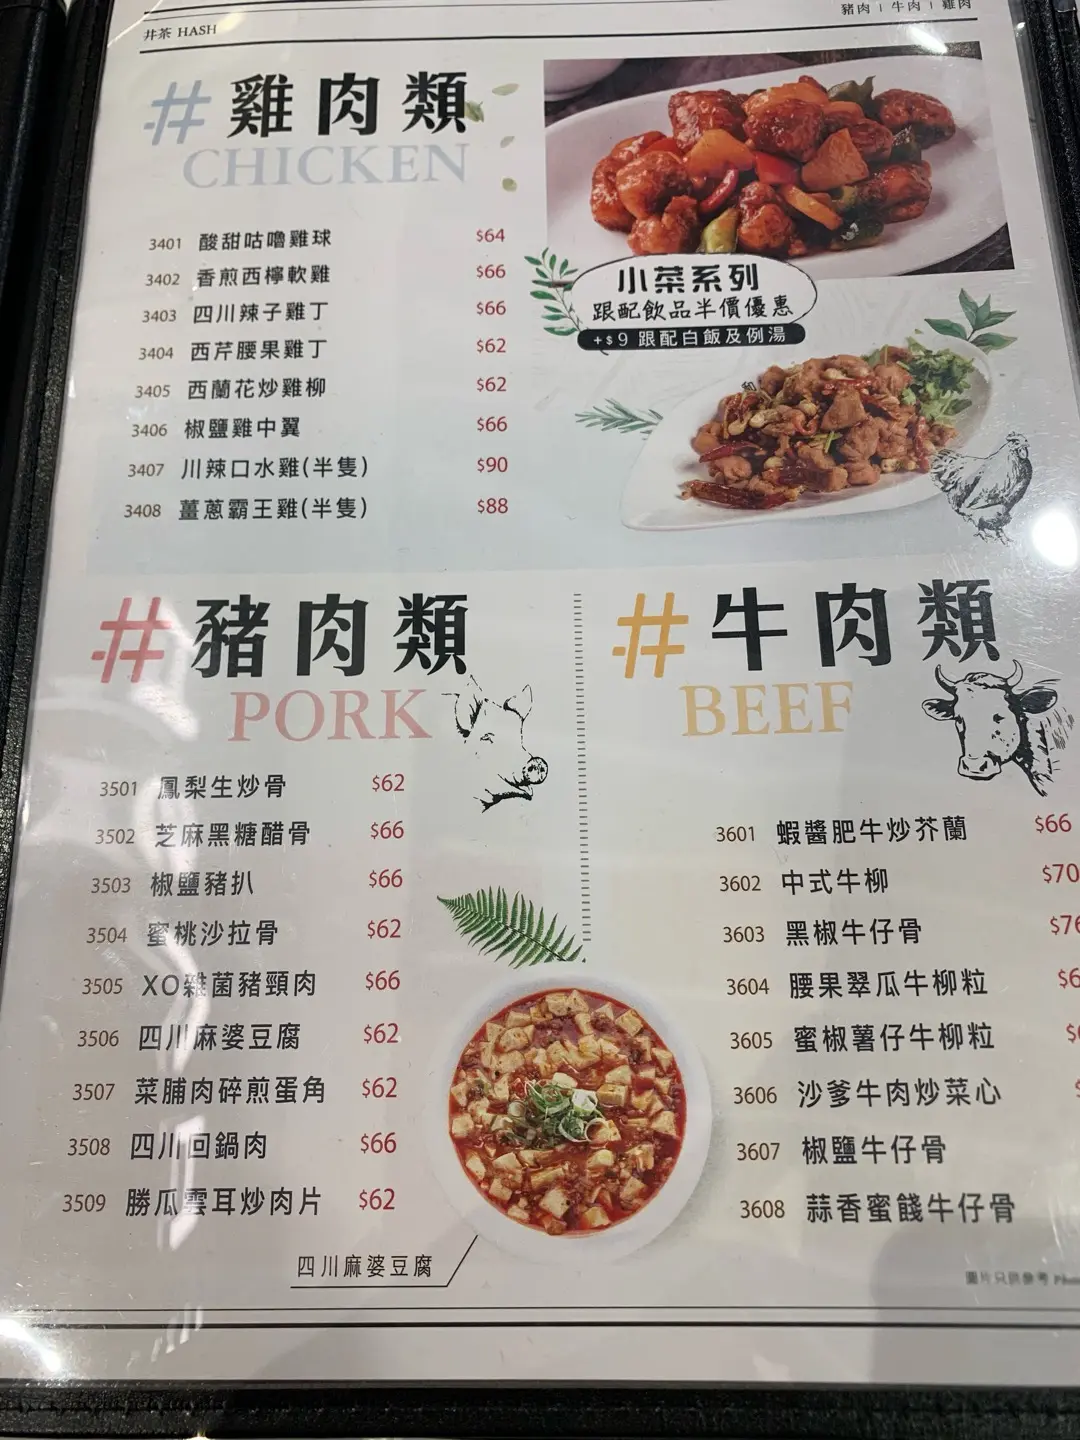 井茶 HASH
豬肉 | 牛肉 | 雞肉
# 雞肉類
CHICKEN
3401 酸甜咕嚕雞球 $64
3402 香煎西檸軟雞 $66
3403 四川辣子雞丁 $66
3404 西芹腰果雞丁 $62
3405 西蘭花炒雞柳 $62
3406 椒鹽雞中翼 $66
3407 川辣口水雞(半隻) $90
3408 薑蔥霸王雞(半隻) $88
小菜系列
跟配飲品半價優惠
+$9 跟配白飯及例湯
# 豬肉類
PORK
3501 鳳梨生炒骨 $62
3502 芝麻黑糖醋骨 $66
3503 椒鹽豬扒 $66
3504 蜜桃沙拉骨 $62
3505 XO雜菌豬頸肉 $66
3506 四川麻婆豆腐 $62
3507 菜脯肉碎煎蛋角 $62
3508 四川回鍋肉 $66
3509 勝瓜雲耳炒肉片 $62
四川麻婆豆腐
# 牛肉類
BEEF
3601 蝦醬肥牛炒芥蘭 $66
3602 中式牛柳 $70
3603 黑椒牛仔骨 $76
3604 腰果翠瓜牛柳粒
3605 蜜椒薯仔牛柳粒
3606 沙爹牛肉炒菜心
3607 椒鹽牛仔骨
3608 蒜香蜜餞牛仔骨
圖片只供參考